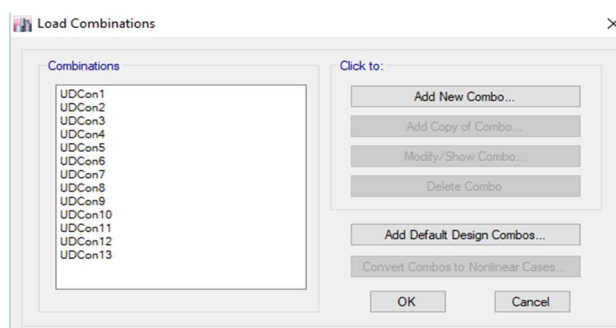 Load Combinations
Combinations
UDCon1
UDCon2
UDCon3
UDCon4
UDCon5
UDCon6
UDCon7
UDCon8
UDCon9
UDCon10
UDCon11
UDCon12
UDCon13
Click to:
Add New Combo...
Add Copy of Combo...
Modify/Show Combo...
Delete Combo
Add Default Design Combos...
Convert Combos to Nonlinear Cases...
OK
Cancel